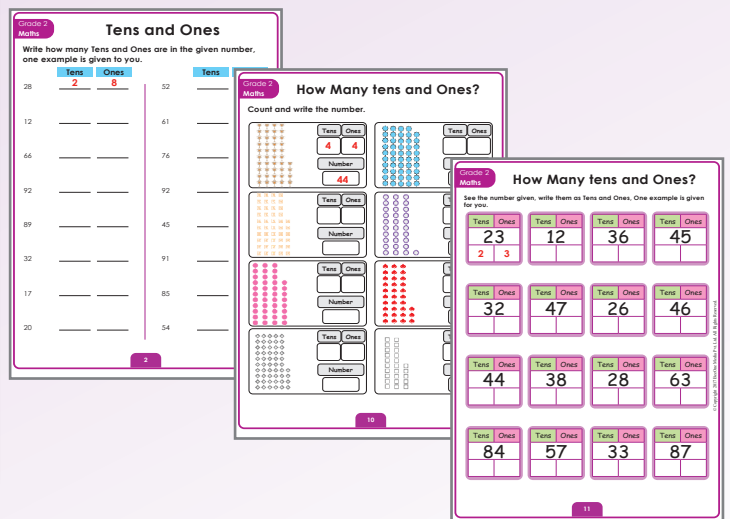 Grade 2
Maths
Tens and Ones
Write how many Tens and Ones are in the given number,
one example is given to you.
Tens Ones Tens
28 2 8 52
12 61
66 76
92 92
89 45
32 91
17 85
20 54
2
Grade 2
Maths
How Many tens and Ones?
Count and write the number.
Tens Ones Tens Ones
4 4
Number
44
Tens Ones Tens
Number
Tens Ones Tens
Number
Tens Ones Tens
Number
10
Grade 2
Maths
How Many tens and Ones?
See the number given, write them as Tens and Ones, One example is given
for you.
Tens Ones Tens Ones Tens Ones Tens Ones
23 12 36 45
2 3
Tens Ones Tens Ones Tens Ones Tens Ones
32 47 26 46
Tens Ones Tens Ones Tens Ones Tens Ones
44 38 28 63
Tens Ones Tens Ones Tens Ones Tens Ones
84 57 33 87
11